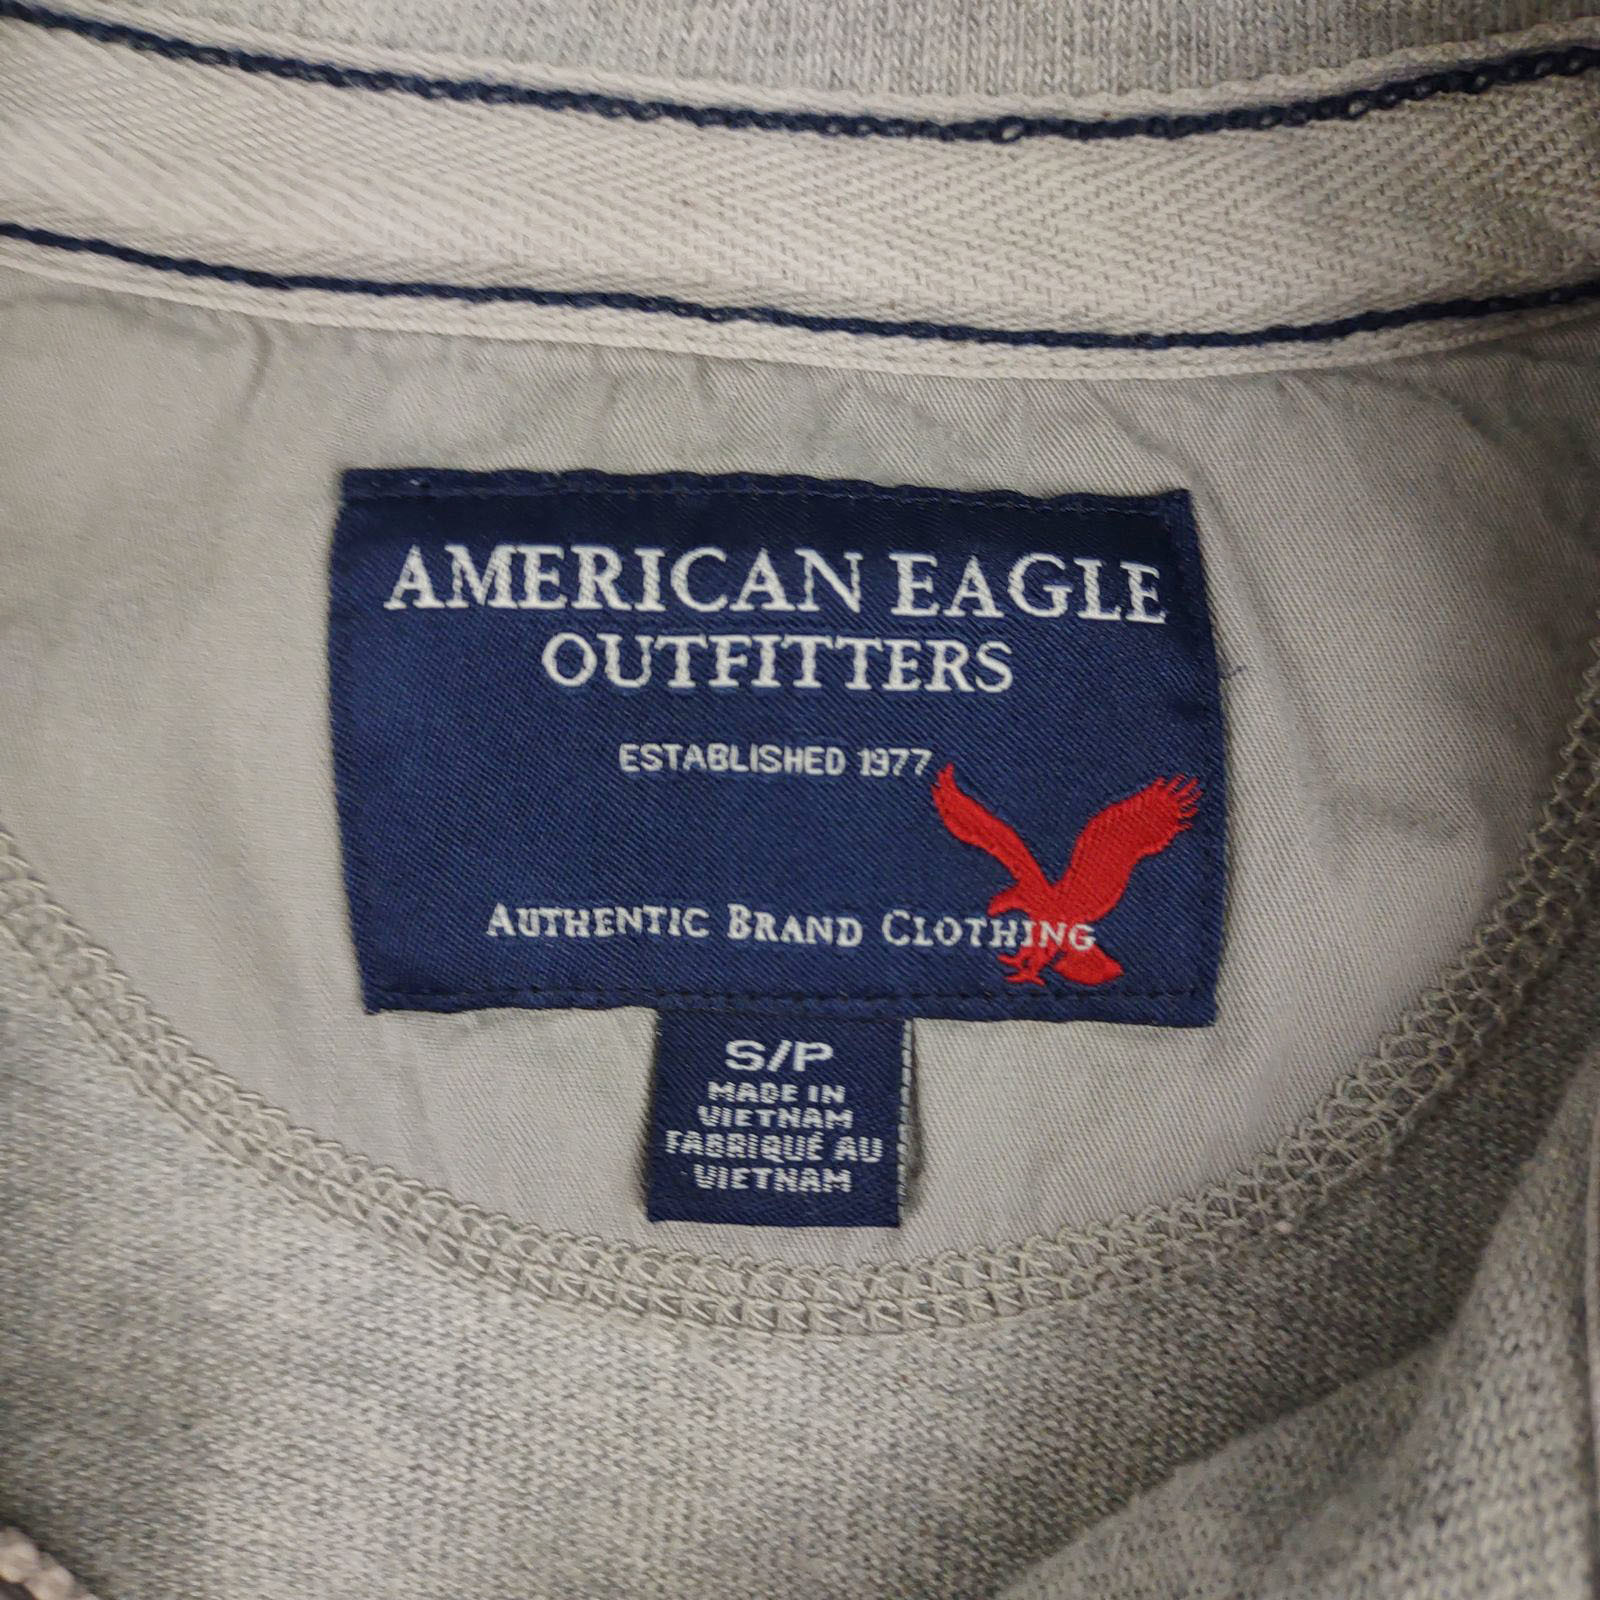 AMERICAN EAGLE
OUTFITTERS
ESTABLISHED 1977
AUTHENTIC BRAND CLOTHING
S/P
MADE IN
VIETNAM
FABRIQUÉ AU
VIETNAM